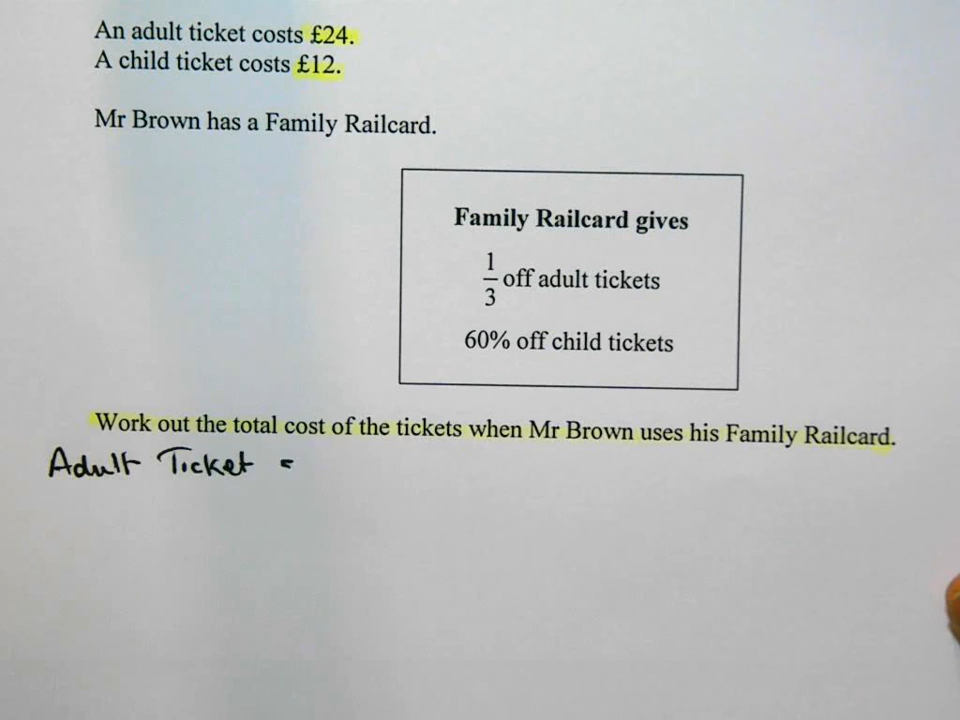 An adult ticket costs £24.
A child ticket costs £12.
Mr Brown has a Family Railcard.
Family Railcard gives
1/3 off adult tickets
60% off child tickets
Work out the total cost of the tickets when Mr Brown uses his Family Railcard.
Adult Ticket =